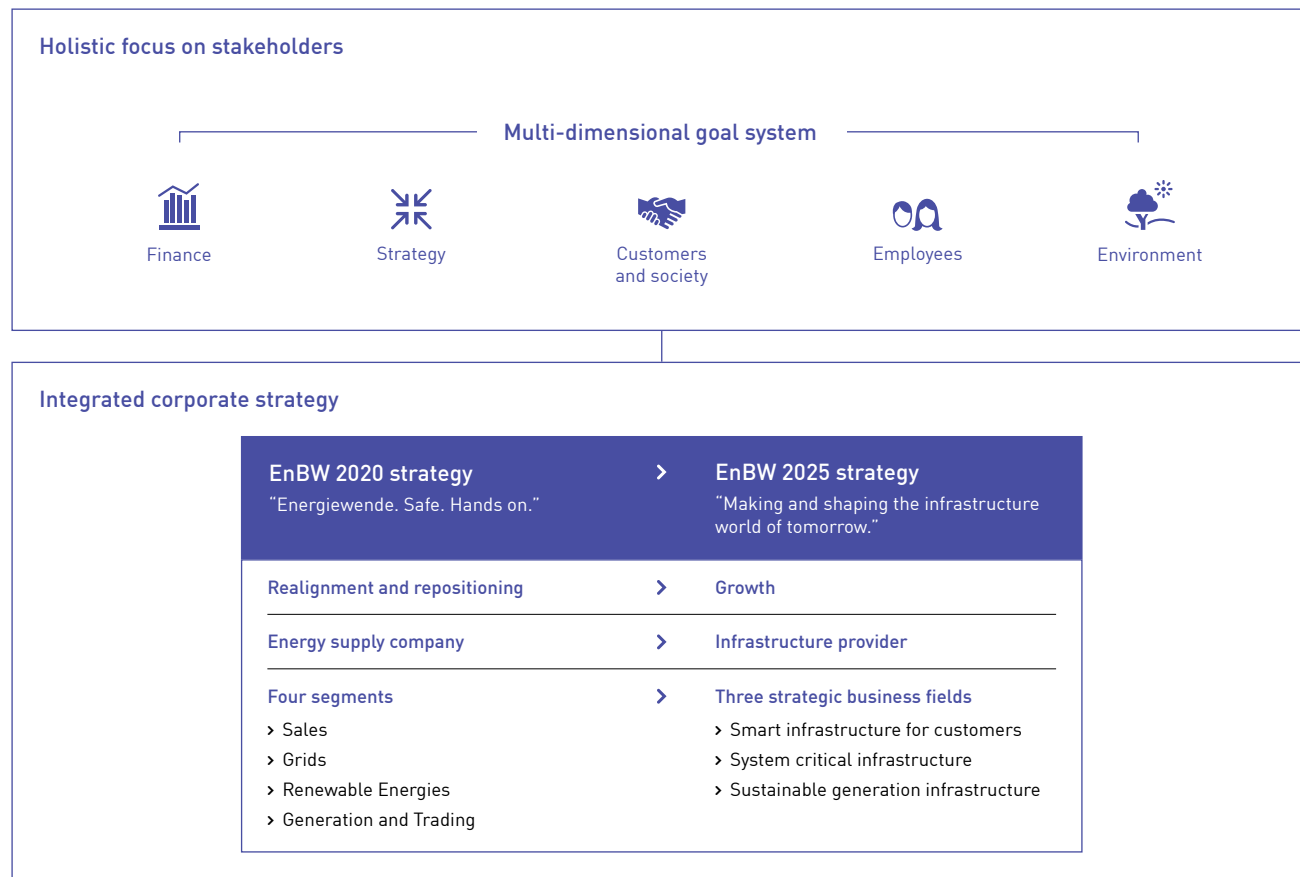 Holistic focus on stakeholders
Multi-dimensional goal system
Finance
Strategy
Customers
and society
Employees
Environment
Integrated corporate strategy
EnBW 2020 strategy
"Energiewende. Safe. Hands on."
EnBW 2025 strategy
"Making and shaping the infrastructure
world of tomorrow."
Realignment and repositioning
Growth
Energy supply company
Infrastructure provider
Four segments
Sales
Grids
Renewable Energies
Generation and Trading
Three strategic business fields
Smart infrastructure for customers
System critical infrastructure
Sustainable generation infrastructure